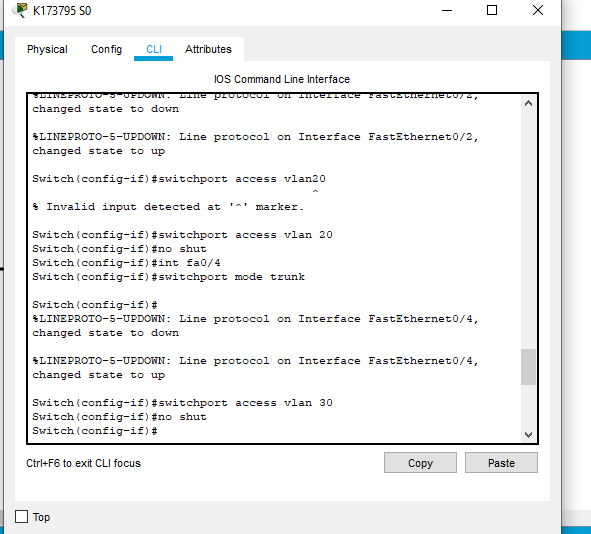 K173795 S0
Physical Config CLI Attributes
IOS Command Line Interface
%LINEPROTO-5-UPDOWN: Line protocol on Interface FastEthernet0/2,
changed state to down
%LINEPROTO-5-UPDOWN: Line protocol on Interface FastEthernet0/2,
changed state to up
Switch(config-if)#switchport access vlan20
^
% Invalid input detected at '^' marker.
Switch(config-if)#switchport access vlan 20
Switch(config-if)#no shut
Switch(config-if)#int fa0/4
Switch(config-if)#switchport mode trunk
Switch(config-if)#
%LINEPROTO-5-UPDOWN: Line protocol on Interface FastEthernet0/4,
changed state to down
%LINEPROTO-5-UPDOWN: Line protocol on Interface FastEthernet0/4,
changed state to up
Switch(config-if)#switchport access vlan 30
Switch(config-if)#no shut
Switch(config-if)#
Ctrl+F6 to exit CLI focus
Copy Paste
Top